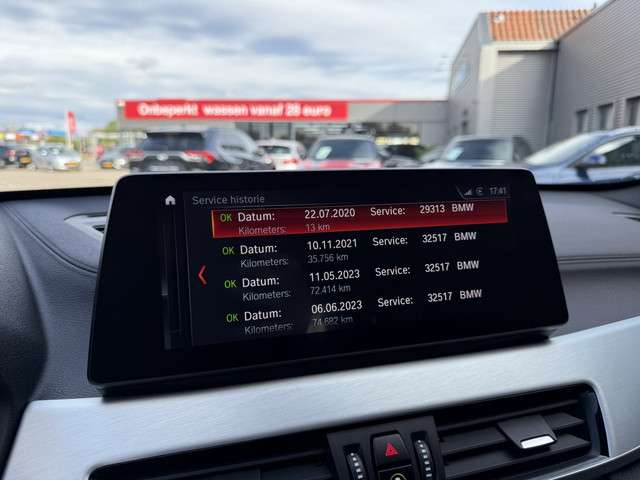 Onbeperkt wassen vanaf 28 euro
Service historie
17:41
OK Datum: 22.07.2020 Service: 29313 BMW
Kilometers: 13 km
OK Datum: 10.11.2021 Service: 32517 BMW
Kilometers: 35.756 km
OK Datum: 11.05.2023 Service: 32517 BMW
Kilometers: 72.414 km
OK Datum: 06.06.2023 Service: 32517 BMW
Kilometers: 74.682 km